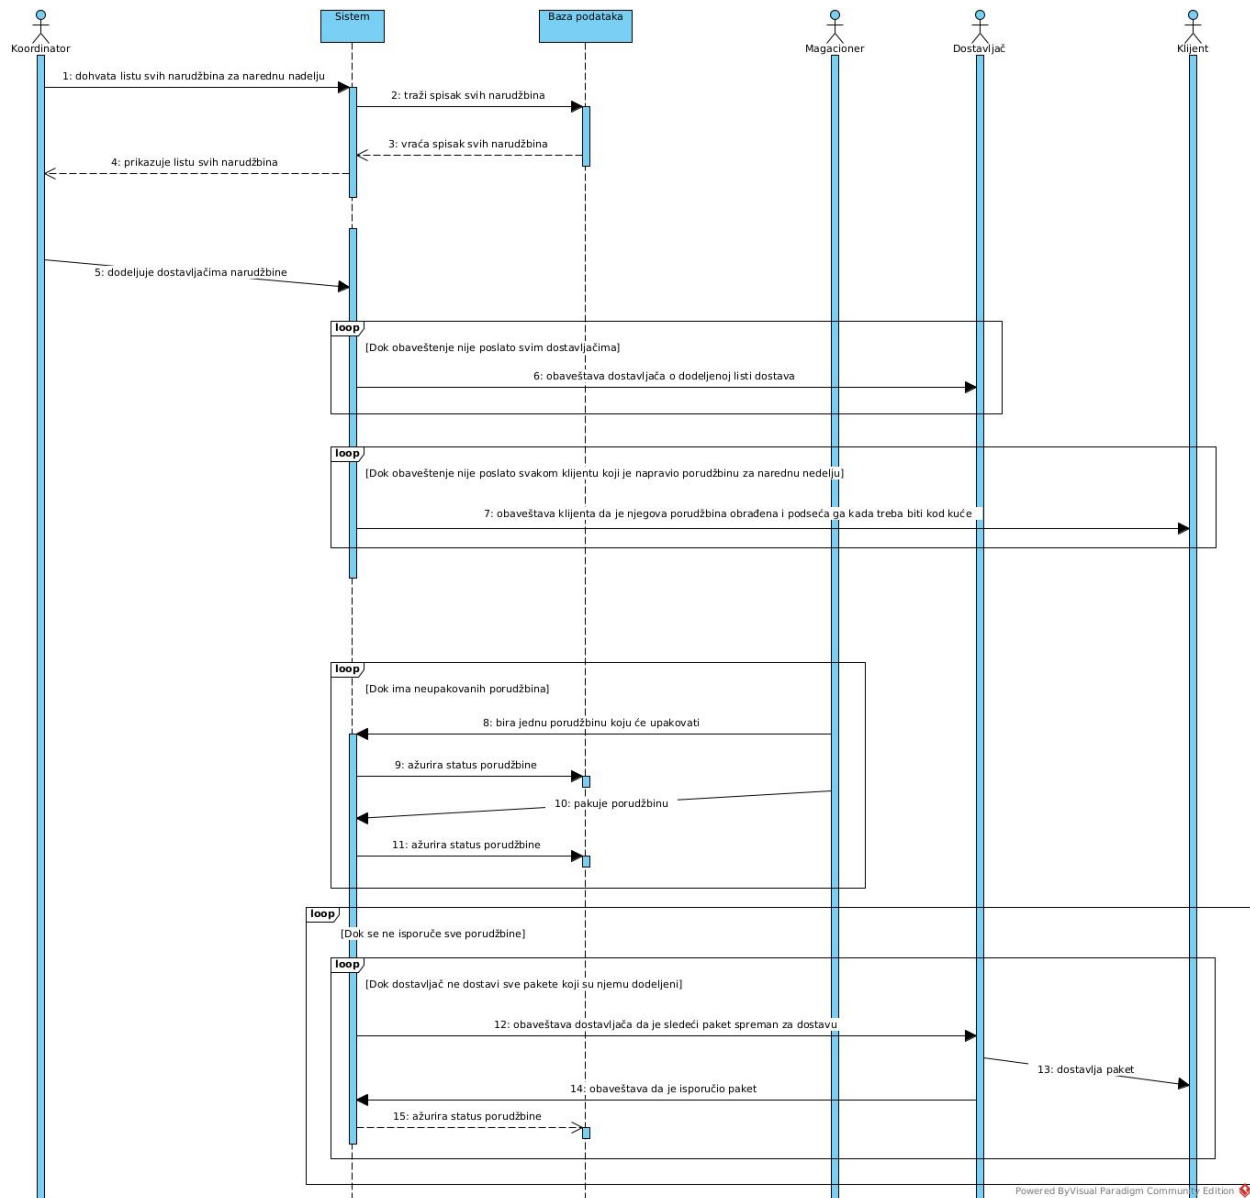 Koordinator
Sistem
Baza podataka
Magacioner
Dostavljač
Klijent
1: dohvata listu svih narudžbina za narednu nadelju
2: traži spisak svih narudžbina
3: vraća spisak svih narudžbina
4: prikazuje listu svih narudžbina
5: dodeljuje dostavljačima narudžbine
loop
[Dok obaveštenje nije poslato svim dostavljačima]
6: obaveštava dostavljača o dodeljenoj listi dostava
loop
[Dok obaveštenje nije poslato svakom klijentu koji je napravio porudžbinu za narednu nedelju]
7: obaveštava klijenta da je njegova porudžbina obrađena i podseća ga kada treba biti kod kuće
loop
[Dok ima neupakovanih porudžbina]
8: bira jednu porudžbinu koju će upakovati
9: ažurira status porudžbine
10: pakuje porudžbinu
11: ažurira status porudžbine
loop
[Dok se ne isporuče sve porudžbine]
loop
[Dok dostavljač ne dostavi sve pakete koji su njemu dodeljeni]
12: obaveštava dostavljača da je sledeći paket spreman za dostavu
13: dostavlja paket
14: obaveštava da je isporučio paket
15: ažurira status porudžbine
Powered ByVisual Paradigm Community Edition